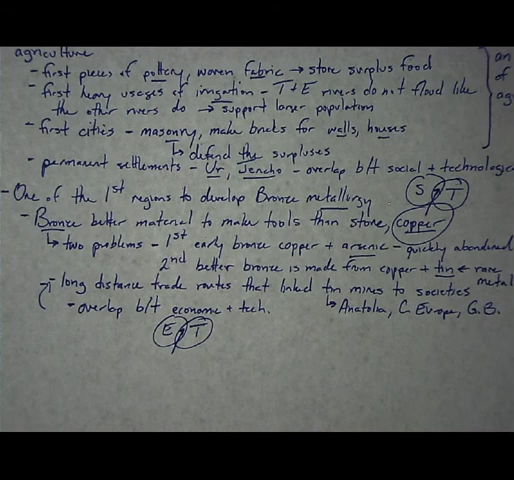 agriculture
- first pieces of pottery, woven fabric → store surplus food
- first heavy usages of irrigation - T + E rivers do not flood like
the other rivers do → support larger population
- first cities - masonry, make bricks for walls, houses
↳ defend the surpluses
- permanent settlements - Ur, Jericho - overlap b/t social + technologic
S T
- One of the 1st regions to develop Bronze metallurgy
- Bronze better material to make tools than stone, copper
↳ two problems - 1st early bronze copper + arsenic - quickly abandoned
2nd better bronze is made from copper + tin ← rare metal
- long distance trade routes that linked tin mines to societies
↳ Anatolia, C. Europe, G.B.
- overlap b/t economic + tech.
E T
an
of
ag